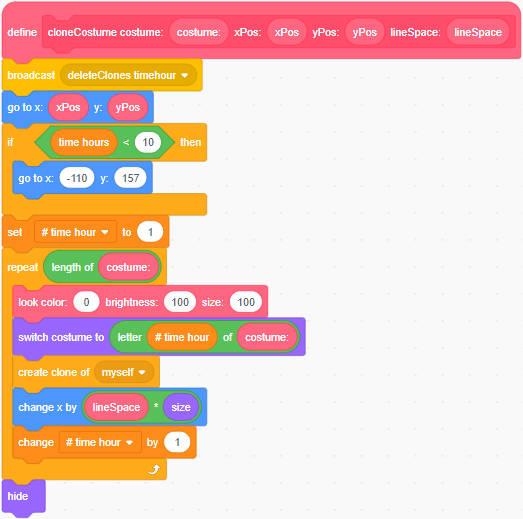 define cloneCostume costume: costume: xPos: xPos yPos: yPos lineSpace: lineSpace
broadcast deleteClones timehour
go to x: xPos y: yPos
if time hours < 10 then
go to x: -110 y: 157
set # time hour to 1
repeat length of costume:
look color: 0 brightness: 100 size: 100
switch costume to letter # time hour of costume:
create clone of myself
change x by lineSpace * size
change # time hour by 1
hide